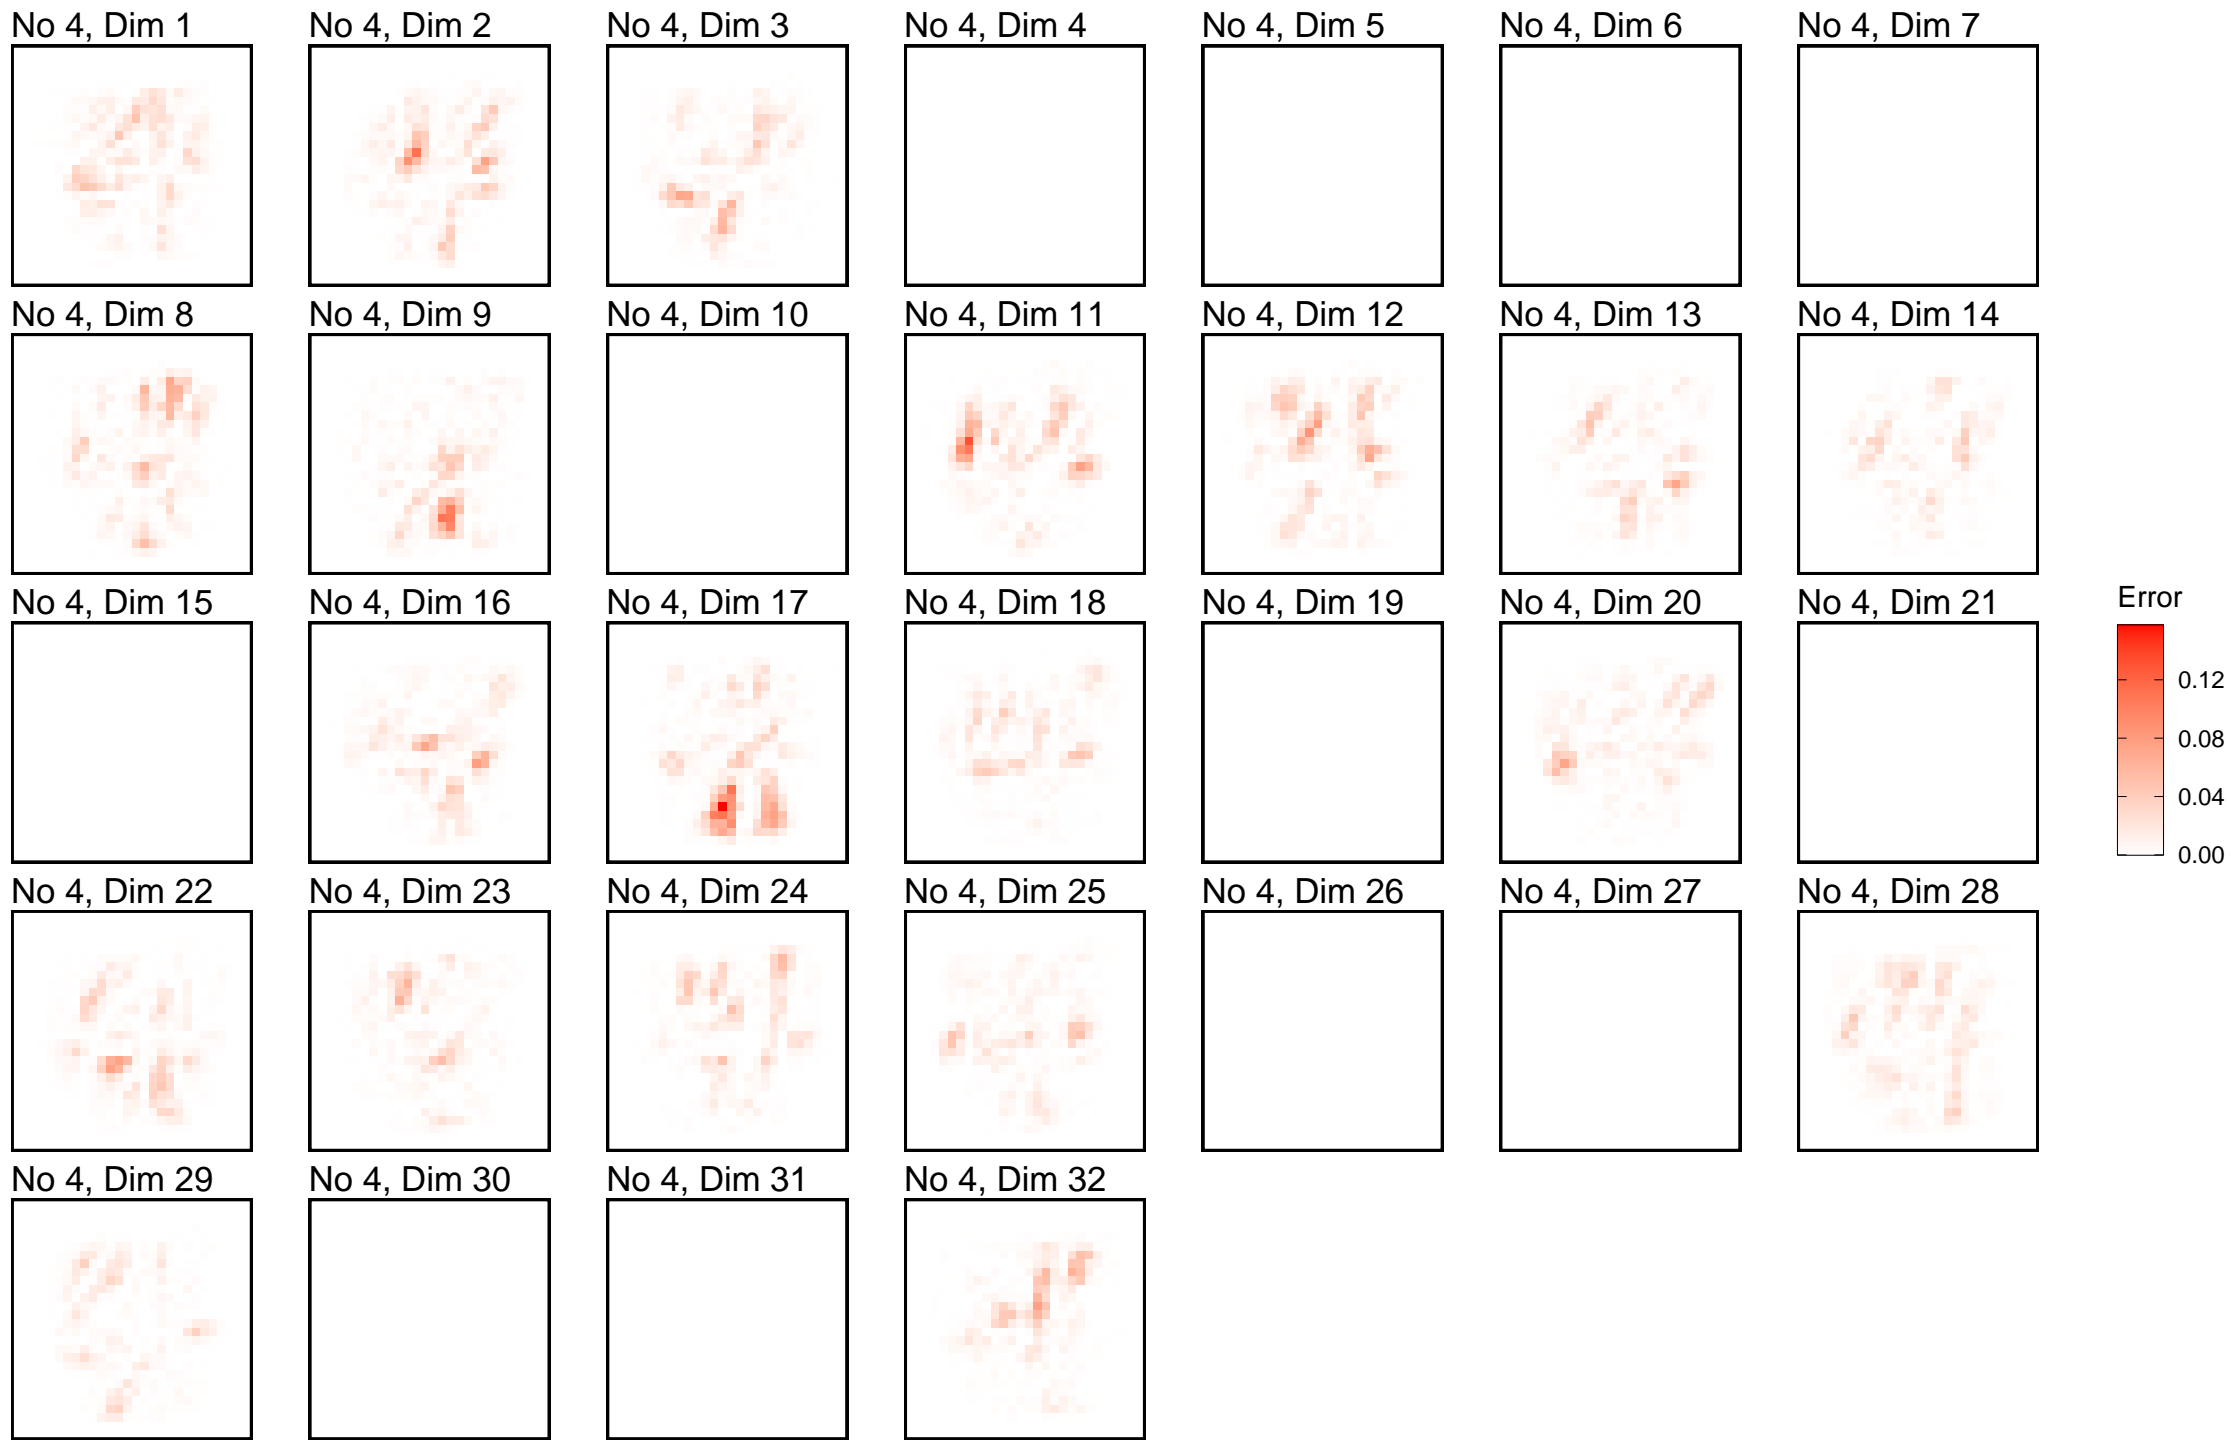 No 4, Dim 1
No 4, Dim 2
No 4, Dim 3
No 4, Dim 4
No 4, Dim 5
No 4, Dim 6
No 4, Dim 7
No 4, Dim 8
No 4, Dim 9
No 4, Dim 10
No 4, Dim 11
No 4, Dim 12
No 4, Dim 13
No 4, Dim 14
No 4, Dim 15
No 4, Dim 16
No 4, Dim 17
No 4, Dim 18
No 4, Dim 19
No 4, Dim 20
No 4, Dim 21
No 4, Dim 22
No 4, Dim 23
No 4, Dim 24
No 4, Dim 25
No 4, Dim 26
No 4, Dim 27
No 4, Dim 28
No 4, Dim 29
No 4, Dim 30
No 4, Dim 31
No 4, Dim 32
Error
0.12
0.08
0.04
0.00